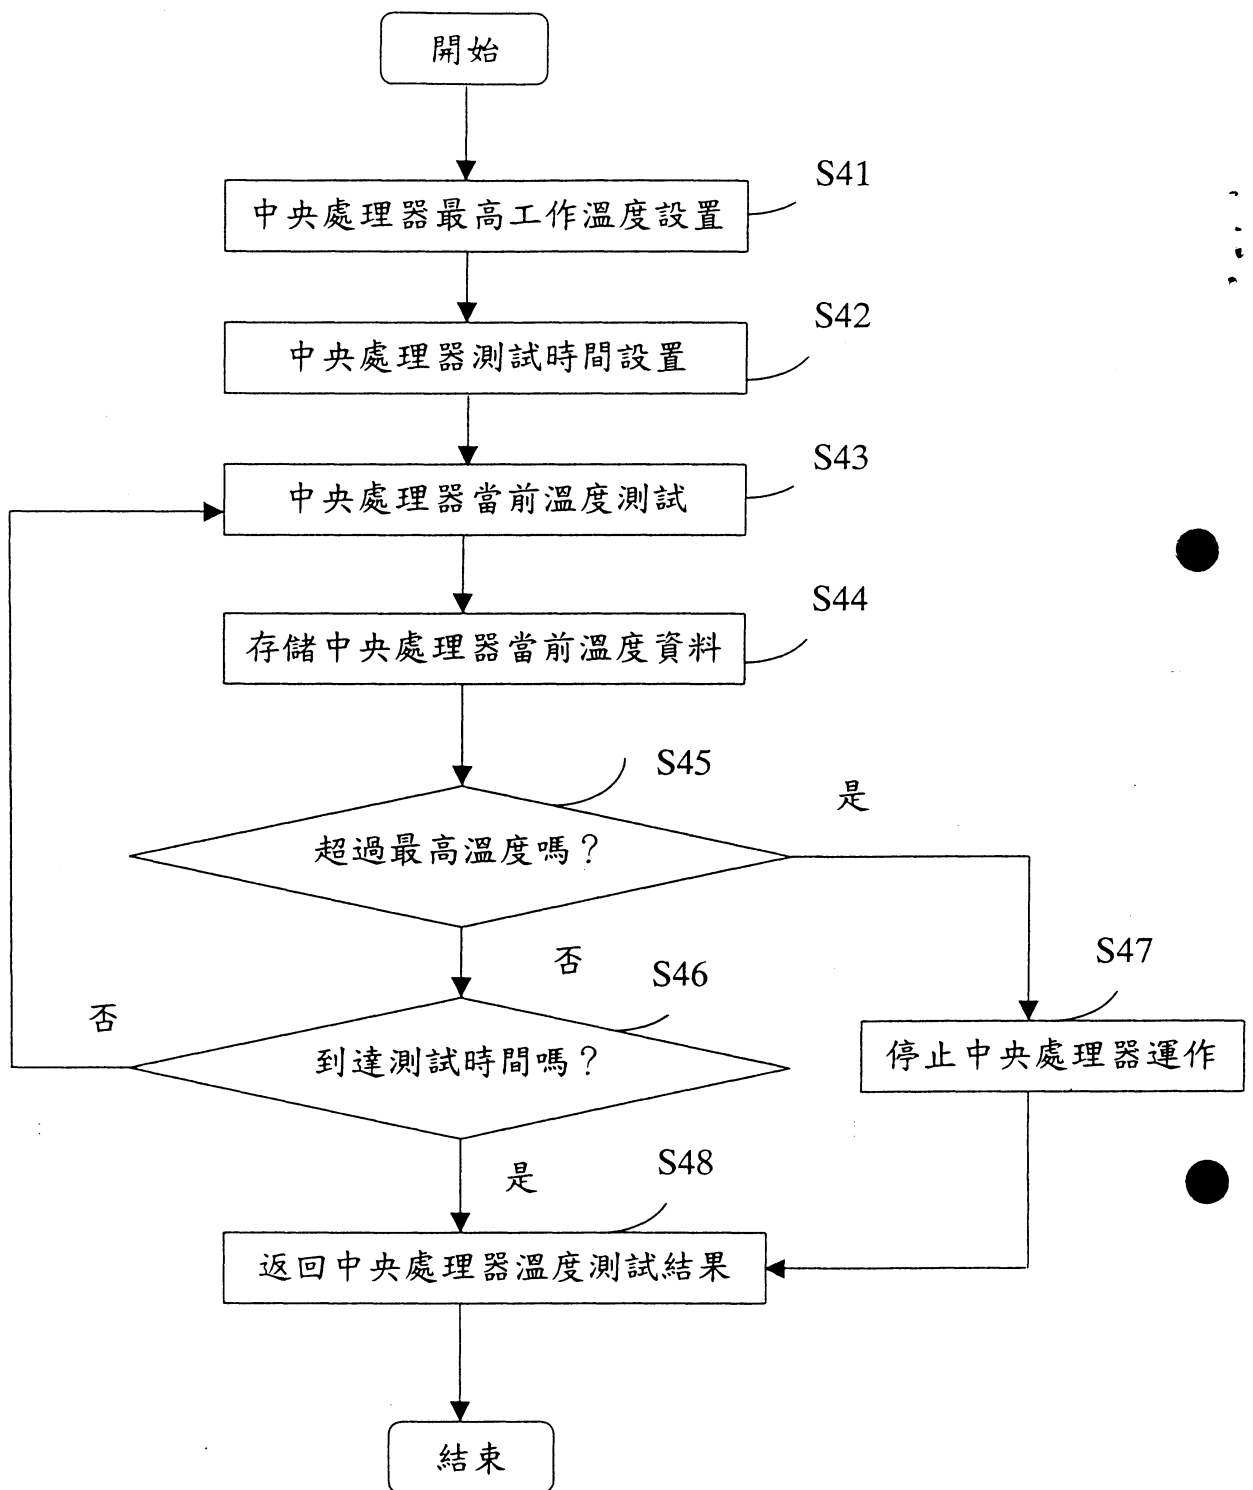 開始
S41
中央處理器最高工作溫度設置
S42
中央處理器測試時間設置
S43
中央處理器當前溫度測試
S44
存儲中央處理器當前溫度資料
S45
是
超過最高溫度嗎？
否
S46
S47
否
到達測試時間嗎？
停止中央處理器運作
是
S48
返回中央處理器溫度測試結果
結束